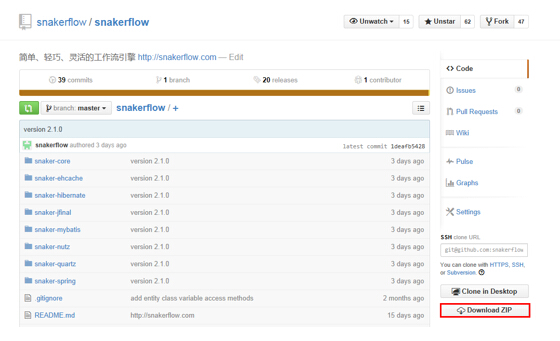 snakerflow / snakerflow
Unwatch 15
Unstar 62
Fork 47
简单、轻巧、灵活的工作流引擎 http://snakerflow.com — Edit
39 commits
1 branch
20 releases
1 contributor
branch: master
snakerflow / +
version 2.1.0
snakerflow authored 3 days ago
latest commit 1deafb5428
snaker-core version 2.1.0 3 days ago
snaker-ehcache version 2.1.0 3 days ago
snaker-hibernate version 2.1.0 3 days ago
snaker-jfinal version 2.1.0 3 days ago
snaker-mybatis version 2.1.0 3 days ago
snaker-nutz version 2.1.0 3 days ago
snaker-quartz version 2.1.0 3 days ago
snaker-spring version 2.1.0 3 days ago
.gitignore add entity class variable access methods 2 months ago
README.md http://snakerflow.com 15 days ago
Code
Issues 0
Pull Requests 0
Wiki
Pulse
Graphs
Settings
SSH clone URL
git@github.com:snakerflow
You can clone with HTTPS, SSH,
or Subversion.
Clone in Desktop
Download ZIP